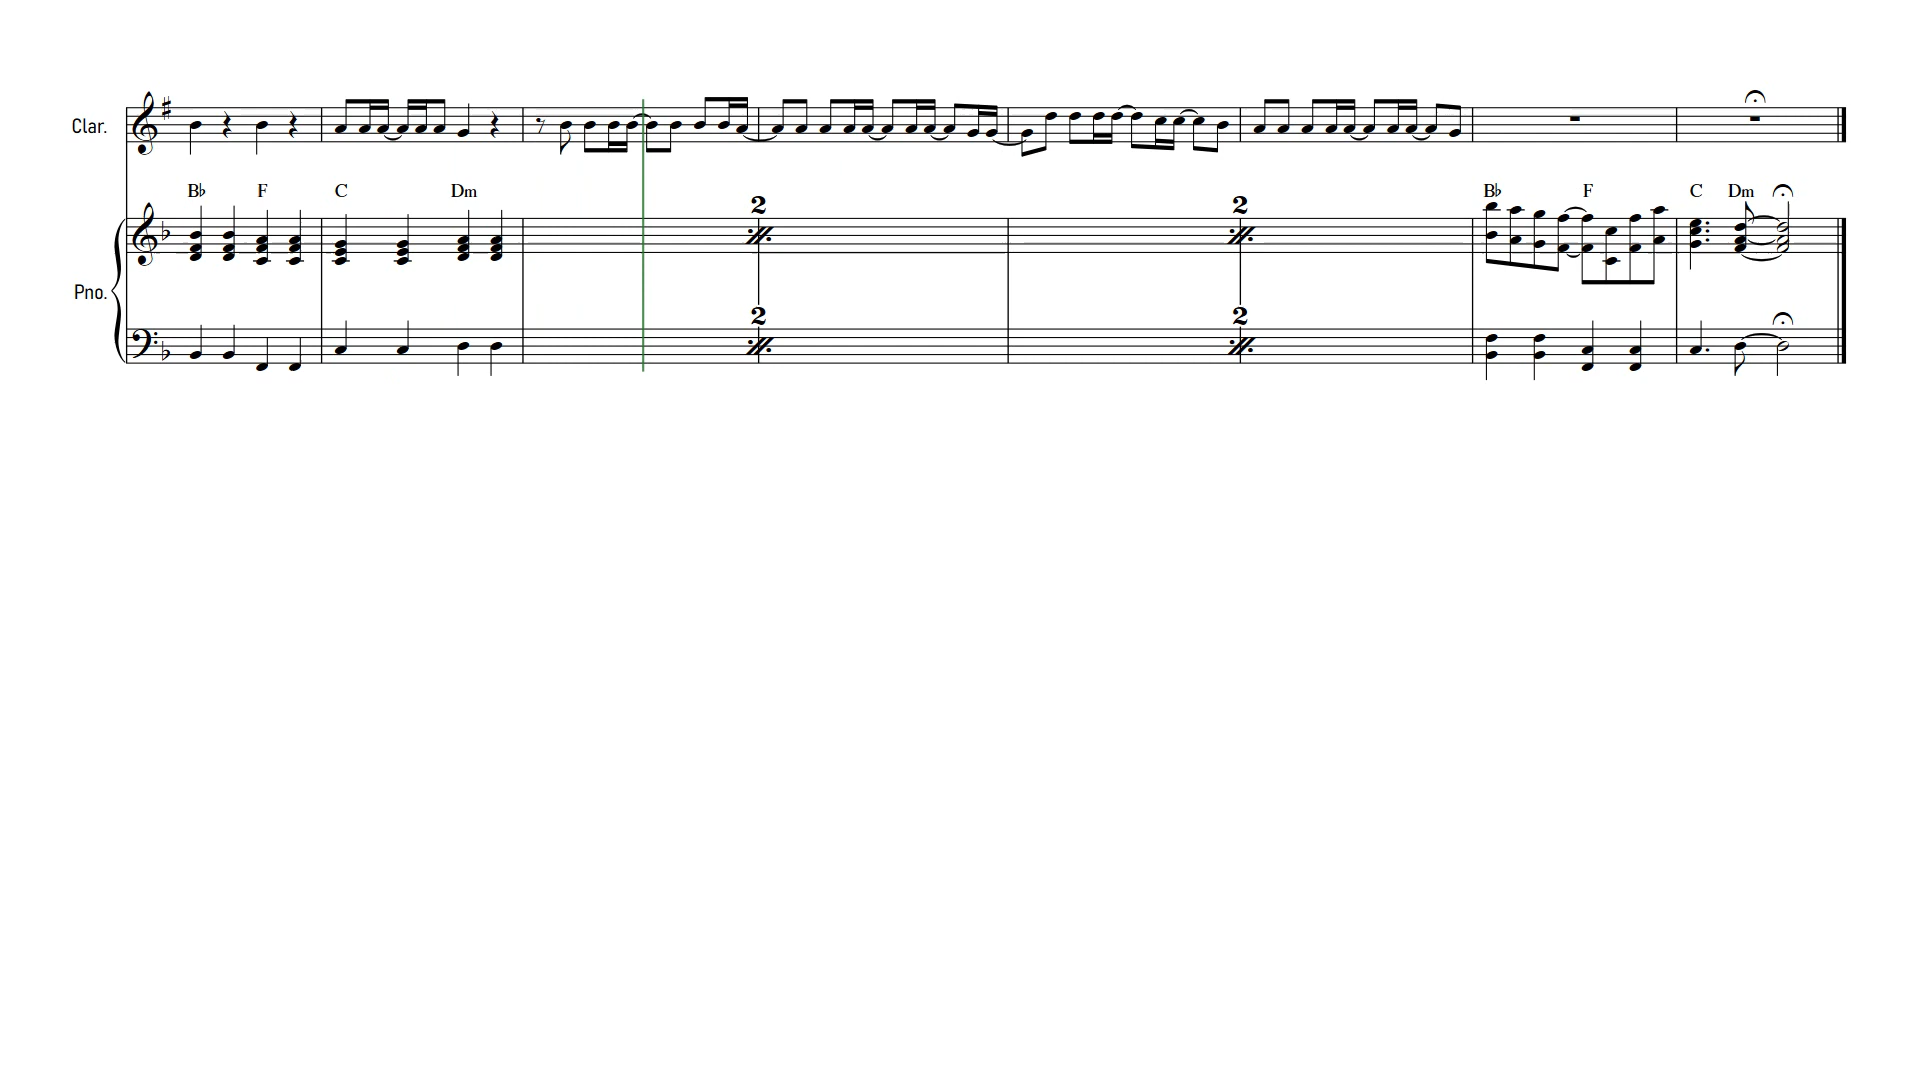 Clar.
B♭ F C Dm B♭ F C Dm
2 2
Pno.
2 2